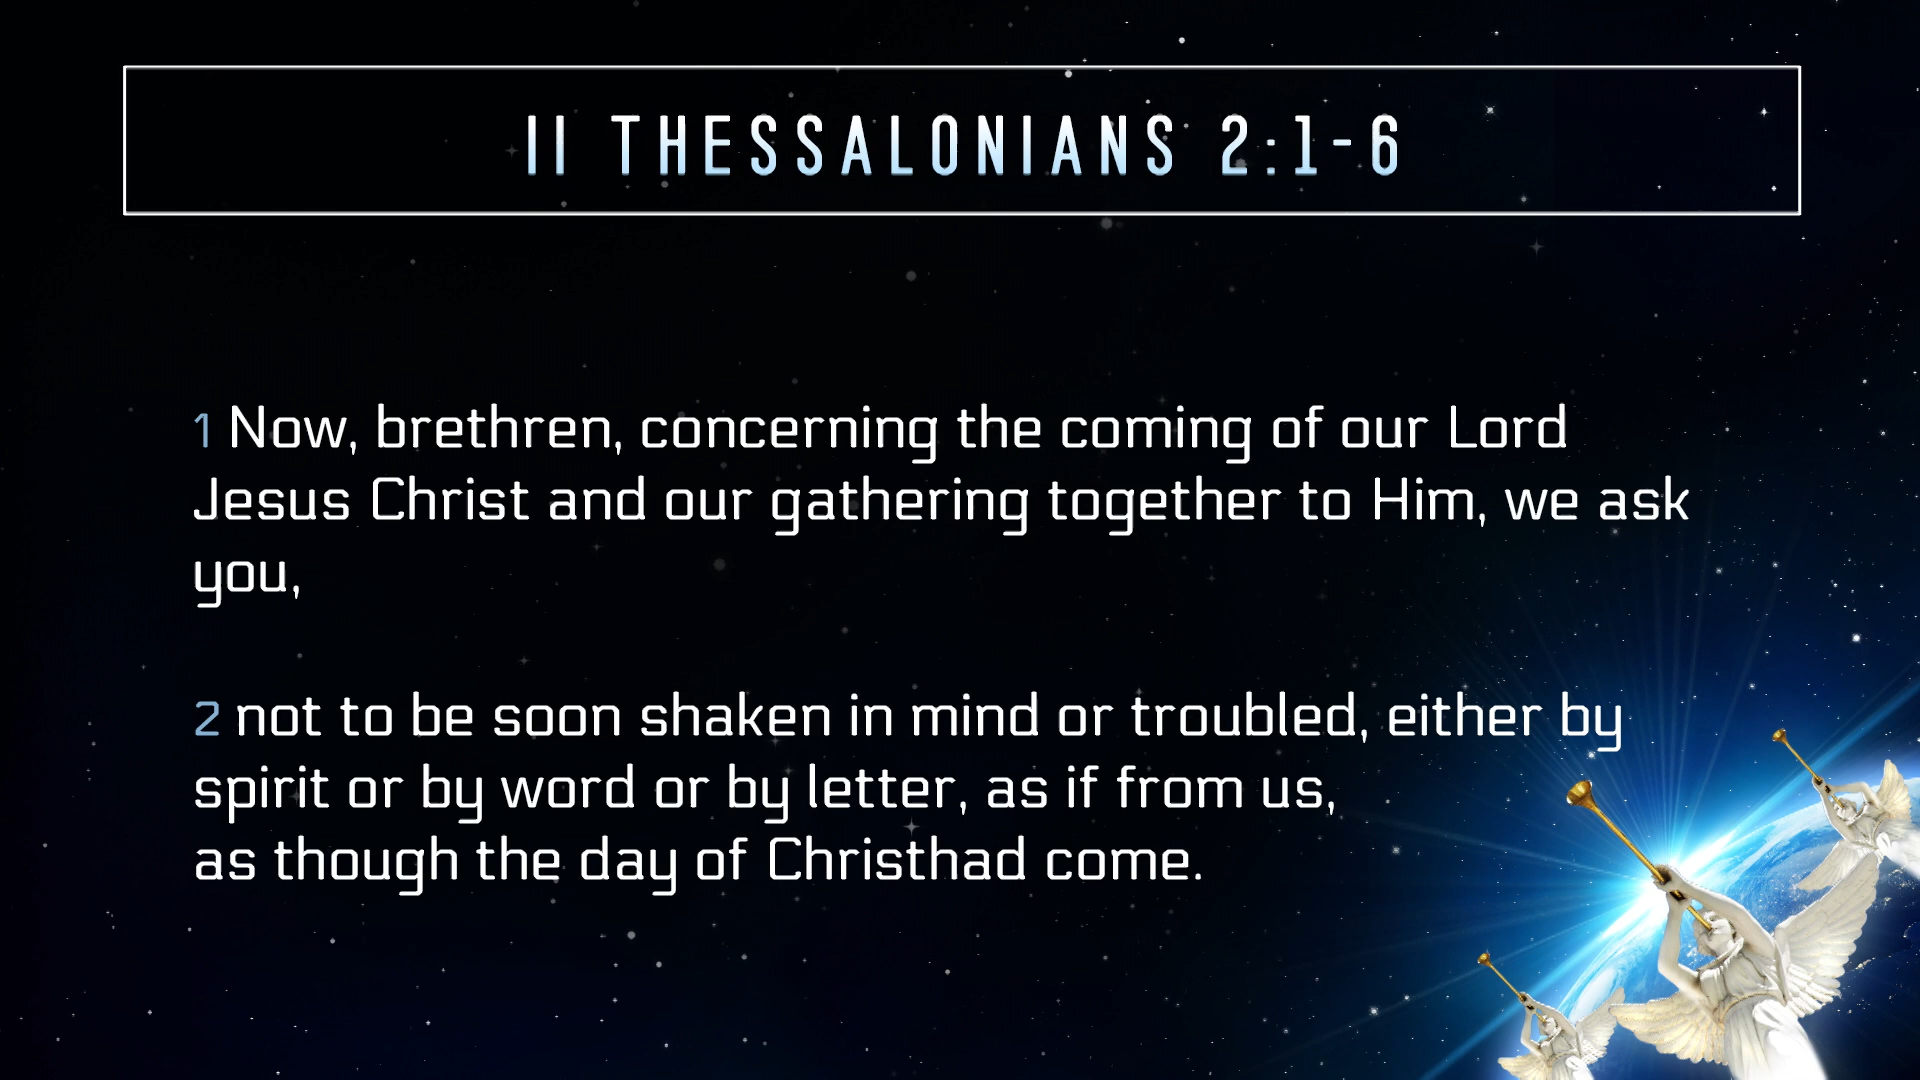 II THESSALONIANS 2:1-6
1 Now, brethren, concerning the coming of our Lord
Jesus Christ and our gathering together to Him, we ask
you,
2 not to be soon shaken in mind or troubled, either by
spirit or by word or by letter, as if from us,
as though the day of Christhad come.